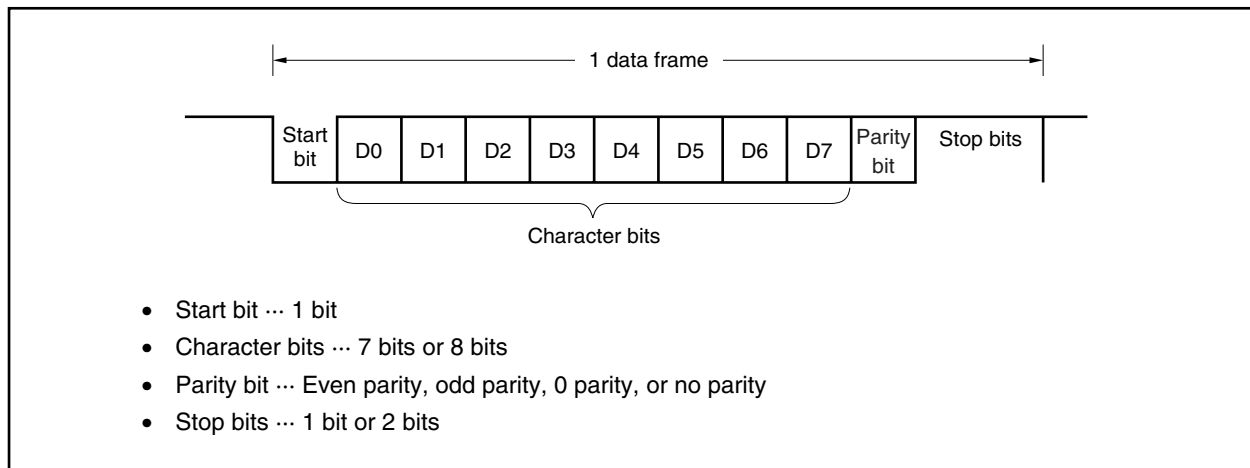 1 data frame
Start bit D0 D1 D2 D3 D4 D5 D6 D7 Parity bit Stop bits
Character bits
• Start bit ··· 1 bit
• Character bits ··· 7 bits or 8 bits
• Parity bit ··· Even parity, odd parity, 0 parity, or no parity
• Stop bits ··· 1 bit or 2 bits